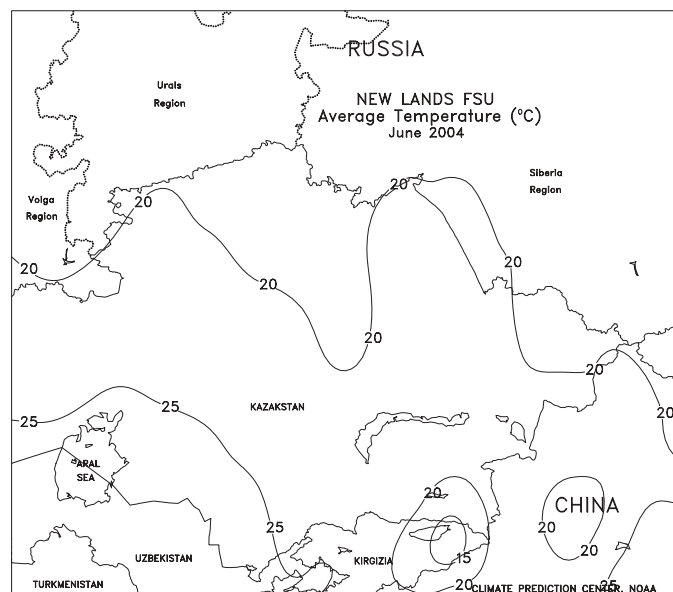 RUSSIA
Urals
Region
NEW LANDS FSU
Average Temperature (°C)
June 2004
Siberia
Region
20
Volga
Region
20
20
20
20
20
20
20
25
25
KAZAKSTAN
ARAL
SEA
20
CHINA
20
20
25
15
UZBEKISTAN
KIRGIZIA
TURKMENISTAN
20
25
CLIMATE PREDICTION CENTER, NOAA